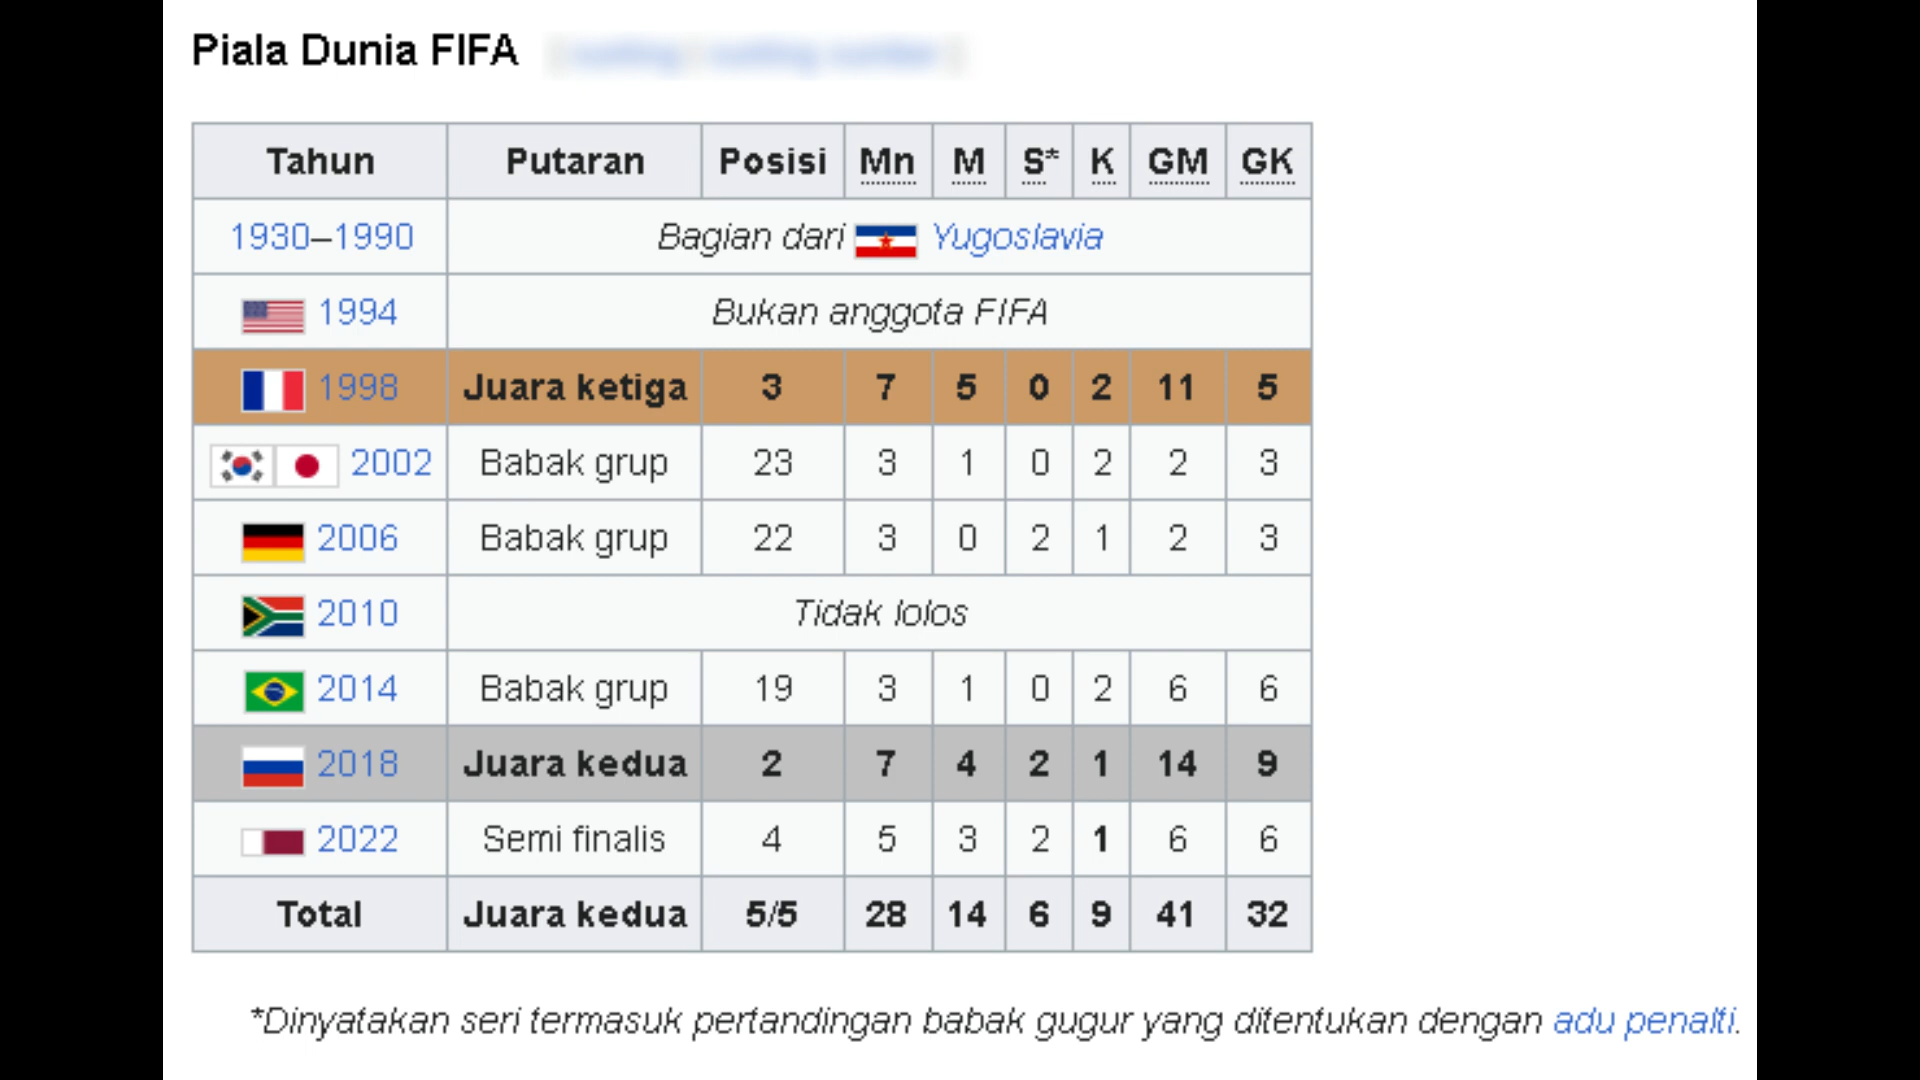 Piala Dunia FIFA
Tahun Putaran Posisi Mn M S* K GM GK
1930–1990 Bagian dari Yugoslavia
1994 Bukan anggota FIFA
1998 Juara ketiga 3 7 5 0 2 11 5
2002 Babak grup 23 3 1 0 2 2 3
2006 Babak grup 22 3 0 2 1 2 3
2010 Tidak lolos
2014 Babak grup 19 3 1 0 2 6 6
2018 Juara kedua 2 7 4 2 1 14 9
2022 Semi finalis 4 5 3 2 1 6 6
Total Juara kedua 5/5 28 14 6 9 41 32
*Dinyatakan seri termasuk pertandingan babak gugur yang ditentukan dengan adu penalti.